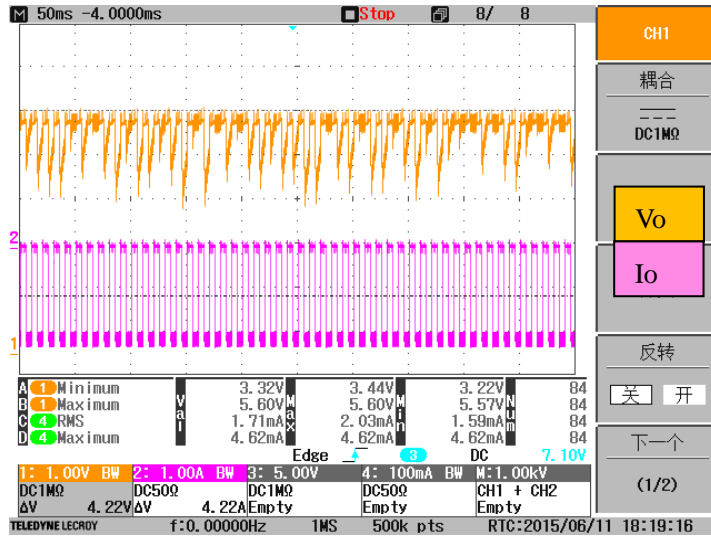 M 50ms -4.0000ms Stop 8/ 8
CH1
耦合
DC1MΩ
Vo
Io
反转
关 开
下一个
(1/2)
2
1
A 1 Minimum 3.32V 3.44V 3.22V 84
B 1 Maximum 5.60V 5.60V 5.57V 84
C 4 RMS 1.71mA 2.03mA 1.59mA 84
D 4 Maximum 4.62mA 4.62mA 4.62mA 84
Val Max Min Num
Edge 3 DC 7.10V
1: 1.00V BW 2: 1.00A BW 3: 5.00V 4: 100mA BW M:1.00kV
DC1MΩ DC50Ω DC1MΩ DC50Ω CH1 + CH2
ΔV 4.22V ΔV 4.22A Empty Empty Empty
TELEDYNE LECROY f:0.00000Hz 1MS 500k pts RTC:2015/06/11 18:19:16